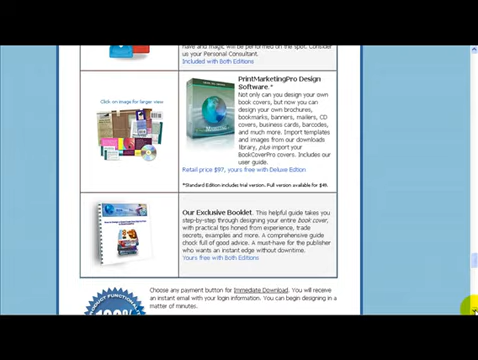 have and magic will be performed on the spot. Consider
us your Personal Consultant.
Included with Both Editions
Click on image for larger view
PrintMarketingPro Design
Software.*
Not only can you design your own
book covers, but now you can
design your own brochures,
bookmarks, banners, mailers, CD
covers, business cards, barcodes,
and much more. Import templates
and images from our downloads
library, plus import your
BookCoverPro covers. Includes our
user guide.
Retail price $97, yours free with Deluxe Edition
*Standard Edition includes trial version. Full version available for $49.
Our Exclusive Booklet. This helpful guide takes you
step-by-step through designing your entire book cover,
with practical tips honed from experience, trade
secrets, examples and more. A comprehensive guide
chock full of good advice. A must-have for the publisher
who wants an instant edge without downtime.
Yours free with Both Editions
Choose any payment button for Immediate Download. You will receive
an instant email with your login information. You can begin designing in a
matter of minutes.
100%